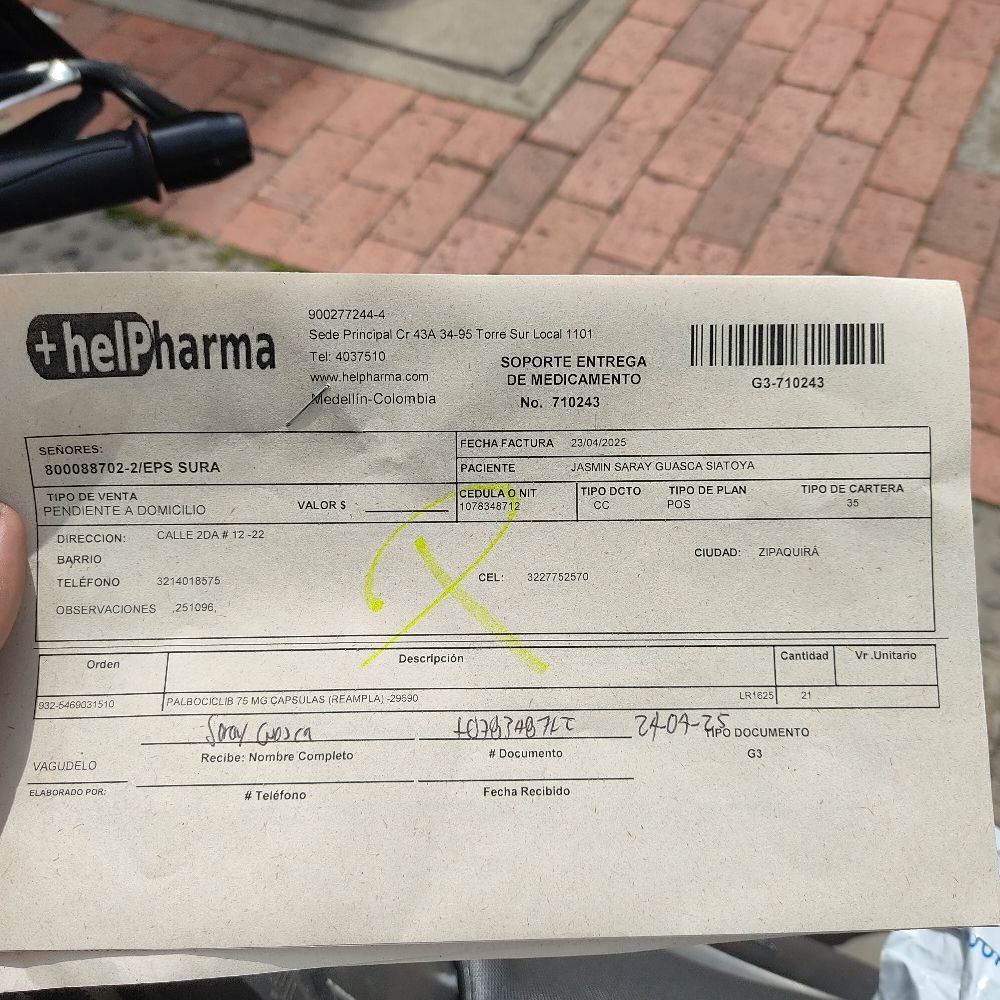 +helPharma
900277244-4
Sede Principal Cr 43A 34-95 Torre Sur Local 1101
Tel: 4037510
www.helpharma.com
Medellín-Colombia
SOPORTE ENTREGA
DE MEDICAMENTO
No. 710243
G3-710243
SEÑORES:
800088702-2/EPS SURA
FECHA FACTURA 23/04/2025
PACIENTE JASMIN SARAY GUASCA SIATOYA
TIPO DE VENTA
PENDIENTE A DOMICILIO
VALOR $
CEDULA O NIT
1078348712
TIPO DCTO
CC
TIPO DE PLAN
POS
TIPO DE CARTERA
35
DIRECCION: CALLE 2DA # 12 -22
BARRIO
CIUDAD: ZIPAQUIRÁ
TELÉFONO 3214018575
CEL: 3227752570
OBSERVACIONES ,251096,
Orden Descripción Cantidad Vr .Unitario
932-5469031510 PALBOCICLIB 75 MG CAPSULAS (REAMPLA) -29690 LR1625 21
Saray Guasca 1078348712 24-04-25
Recibe: Nombre Completo # Documento
TIPO DOCUMENTO
G3
VAGUDELO
ELABORADO POR:
# Teléfono Fecha Recibido